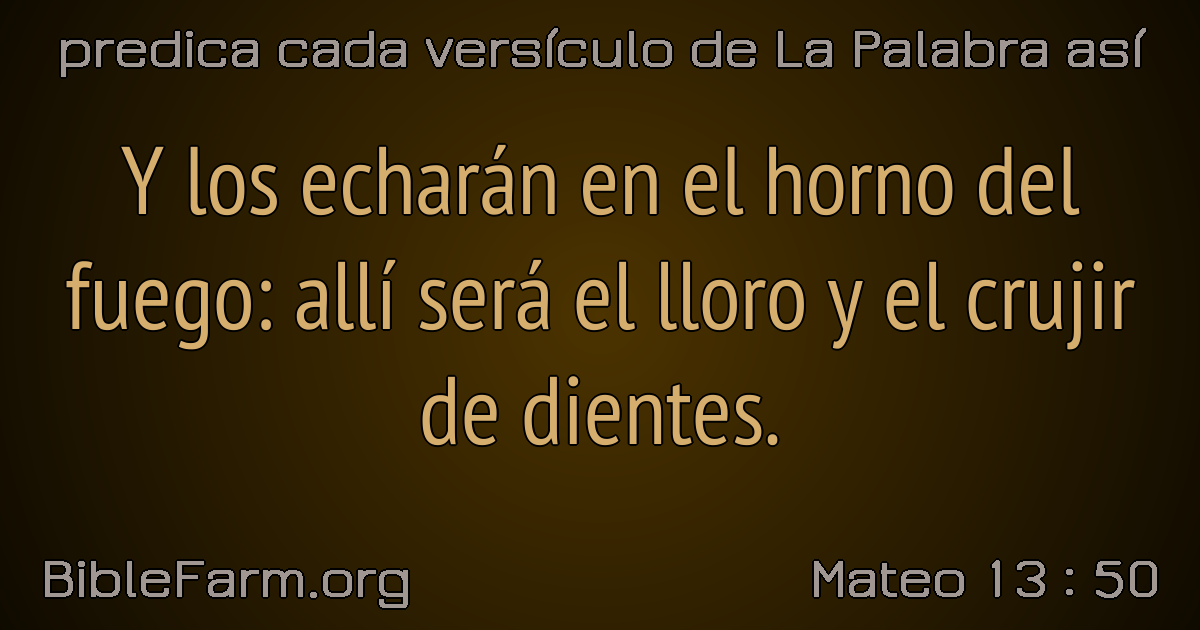 predica cada versículo de La Palabra así
Y los echarán en el horno del
fuego: allí será el lloro y el crujir
de dientes.
BibleFarm.org
Mateo 13 : 50